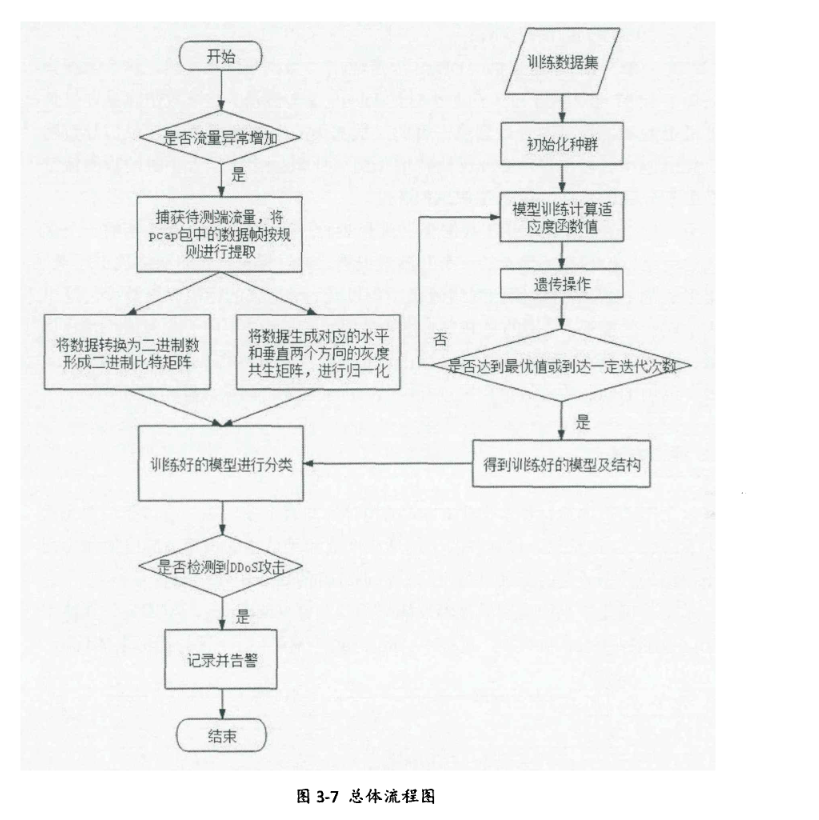 开始
是否流量异常增加
是
捕获待测端流量，将
pcap包中的数据帧按规
则进行提取
将数据转换为二进制数
形成二进制比特矩阵
将数据生成对应的水平
和垂直两个方向的灰度
共生矩阵，进行归一化
训练好的模型进行分类
是否检测到DDoS攻击
是
记录并告警
结束
训练数据集
初始化种群
模型训练计算适
应度函数值
遗传操作
否
是否达到最优值或到达一定迭代次数
是
得到训练好的模型及结构
图 3-7 总体流程图